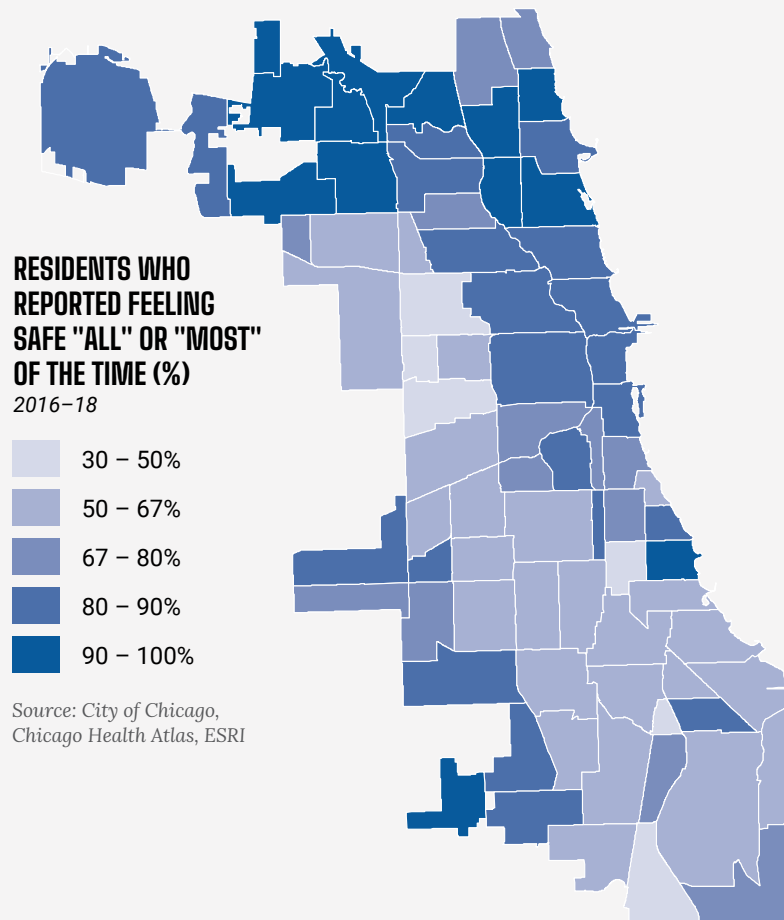 RESIDENTS WHO
REPORTED FEELING
SAFE "ALL" OR "MOST"
OF THE TIME (%)
2016–18
30 – 50%
50 – 67%
67 – 80%
80 – 90%
90 – 100%
Source: City of Chicago,
Chicago Health Atlas, ESRI